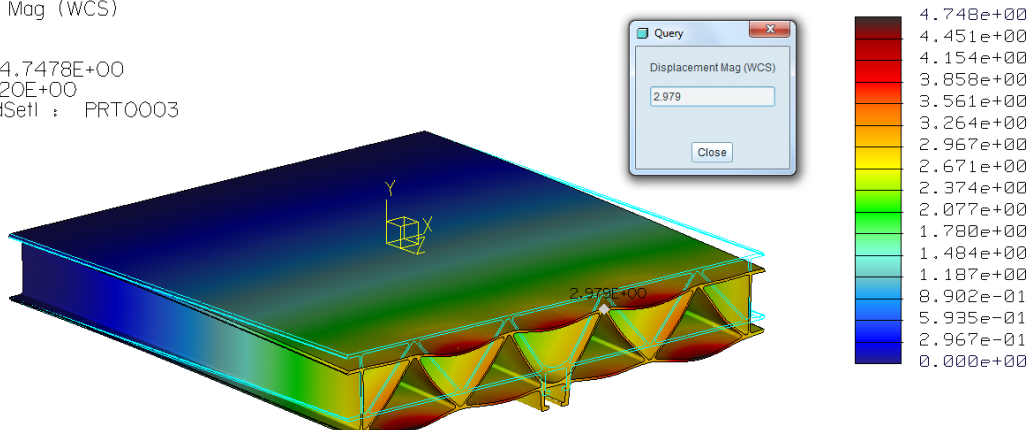 Mag (WCS)
4.7478E+00
20E+00
dSet1 : PRT0003
Query
Displacement Mag (WCS)
2.979
Close
4.748e+00
4.451e+00
4.154e+00
3.858e+00
3.561e+00
3.264e+00
2.967e+00
2.671e+00
2.374e+00
2.077e+00
1.780e+00
1.484e+00
1.187e+00
8.902e-01
5.935e-01
2.967e-01
0.000e+00
Y
X
Z
2.979E+00